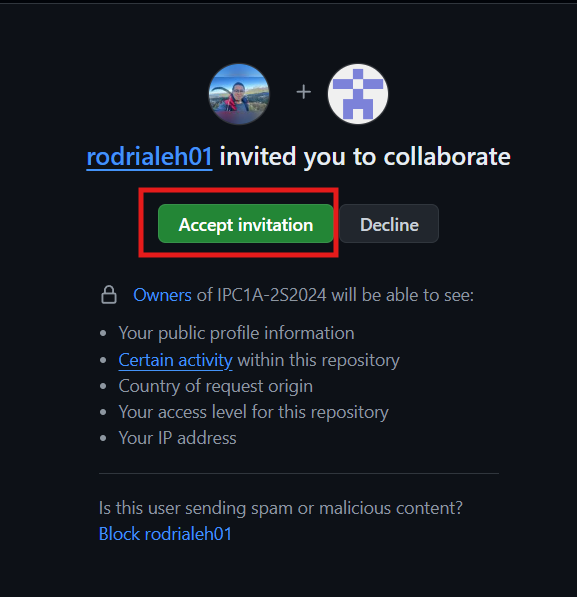 rodrialeh01 invited you to collaborate
Accept invitation
Decline
Owners of IPC1A-2S2024 will be able to see:
• Your public profile information
• Certain activity within this repository
• Country of request origin
• Your access level for this repository
• Your IP address
Is this user sending spam or malicious content?
Block rodrialeh01